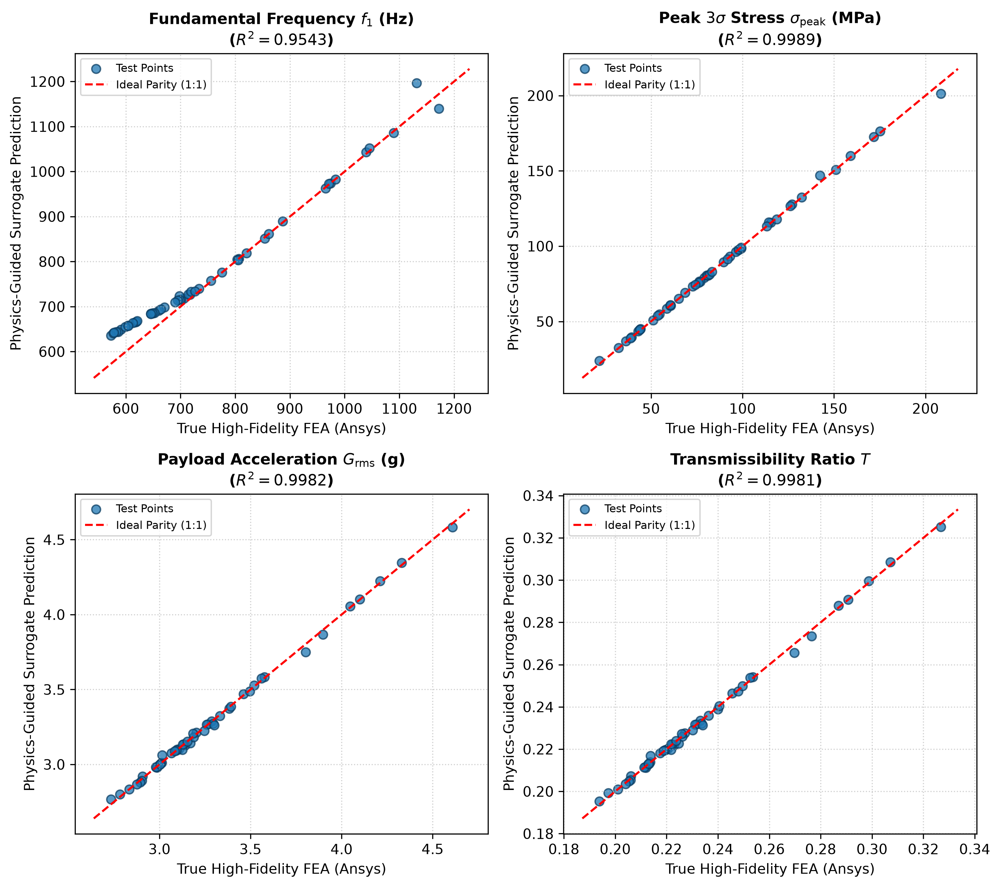 Fundamental Frequency f₁ (Hz)
(R² = 0.9543)
Test Points
Ideal Parity (1:1)
Physics-Guided Surrogate Prediction
1200
1100
1000
900
800
700
600
600 700 800 900 1000 1100 1200
True High-Fidelity FEA (Ansys)
Peak 3σ Stress σpeak (MPa)
(R² = 0.9989)
Test Points
Ideal Parity (1:1)
Physics-Guided Surrogate Prediction
200
150
100
50
50 100 150 200
True High-Fidelity FEA (Ansys)
Payload Acceleration Grms (g)
(R² = 0.9982)
Test Points
Ideal Parity (1:1)
Physics-Guided Surrogate Prediction
4.5
4.0
3.5
3.0
3.0 3.5 4.0 4.5
True High-Fidelity FEA (Ansys)
Transmissibility Ratio T
(R² = 0.9981)
Test Points
Ideal Parity (1:1)
Physics-Guided Surrogate Prediction
0.34
0.32
0.30
0.28
0.26
0.24
0.22
0.20
0.18
0.18 0.20 0.22 0.24 0.26 0.28 0.30 0.32 0.34
True High-Fidelity FEA (Ansys)